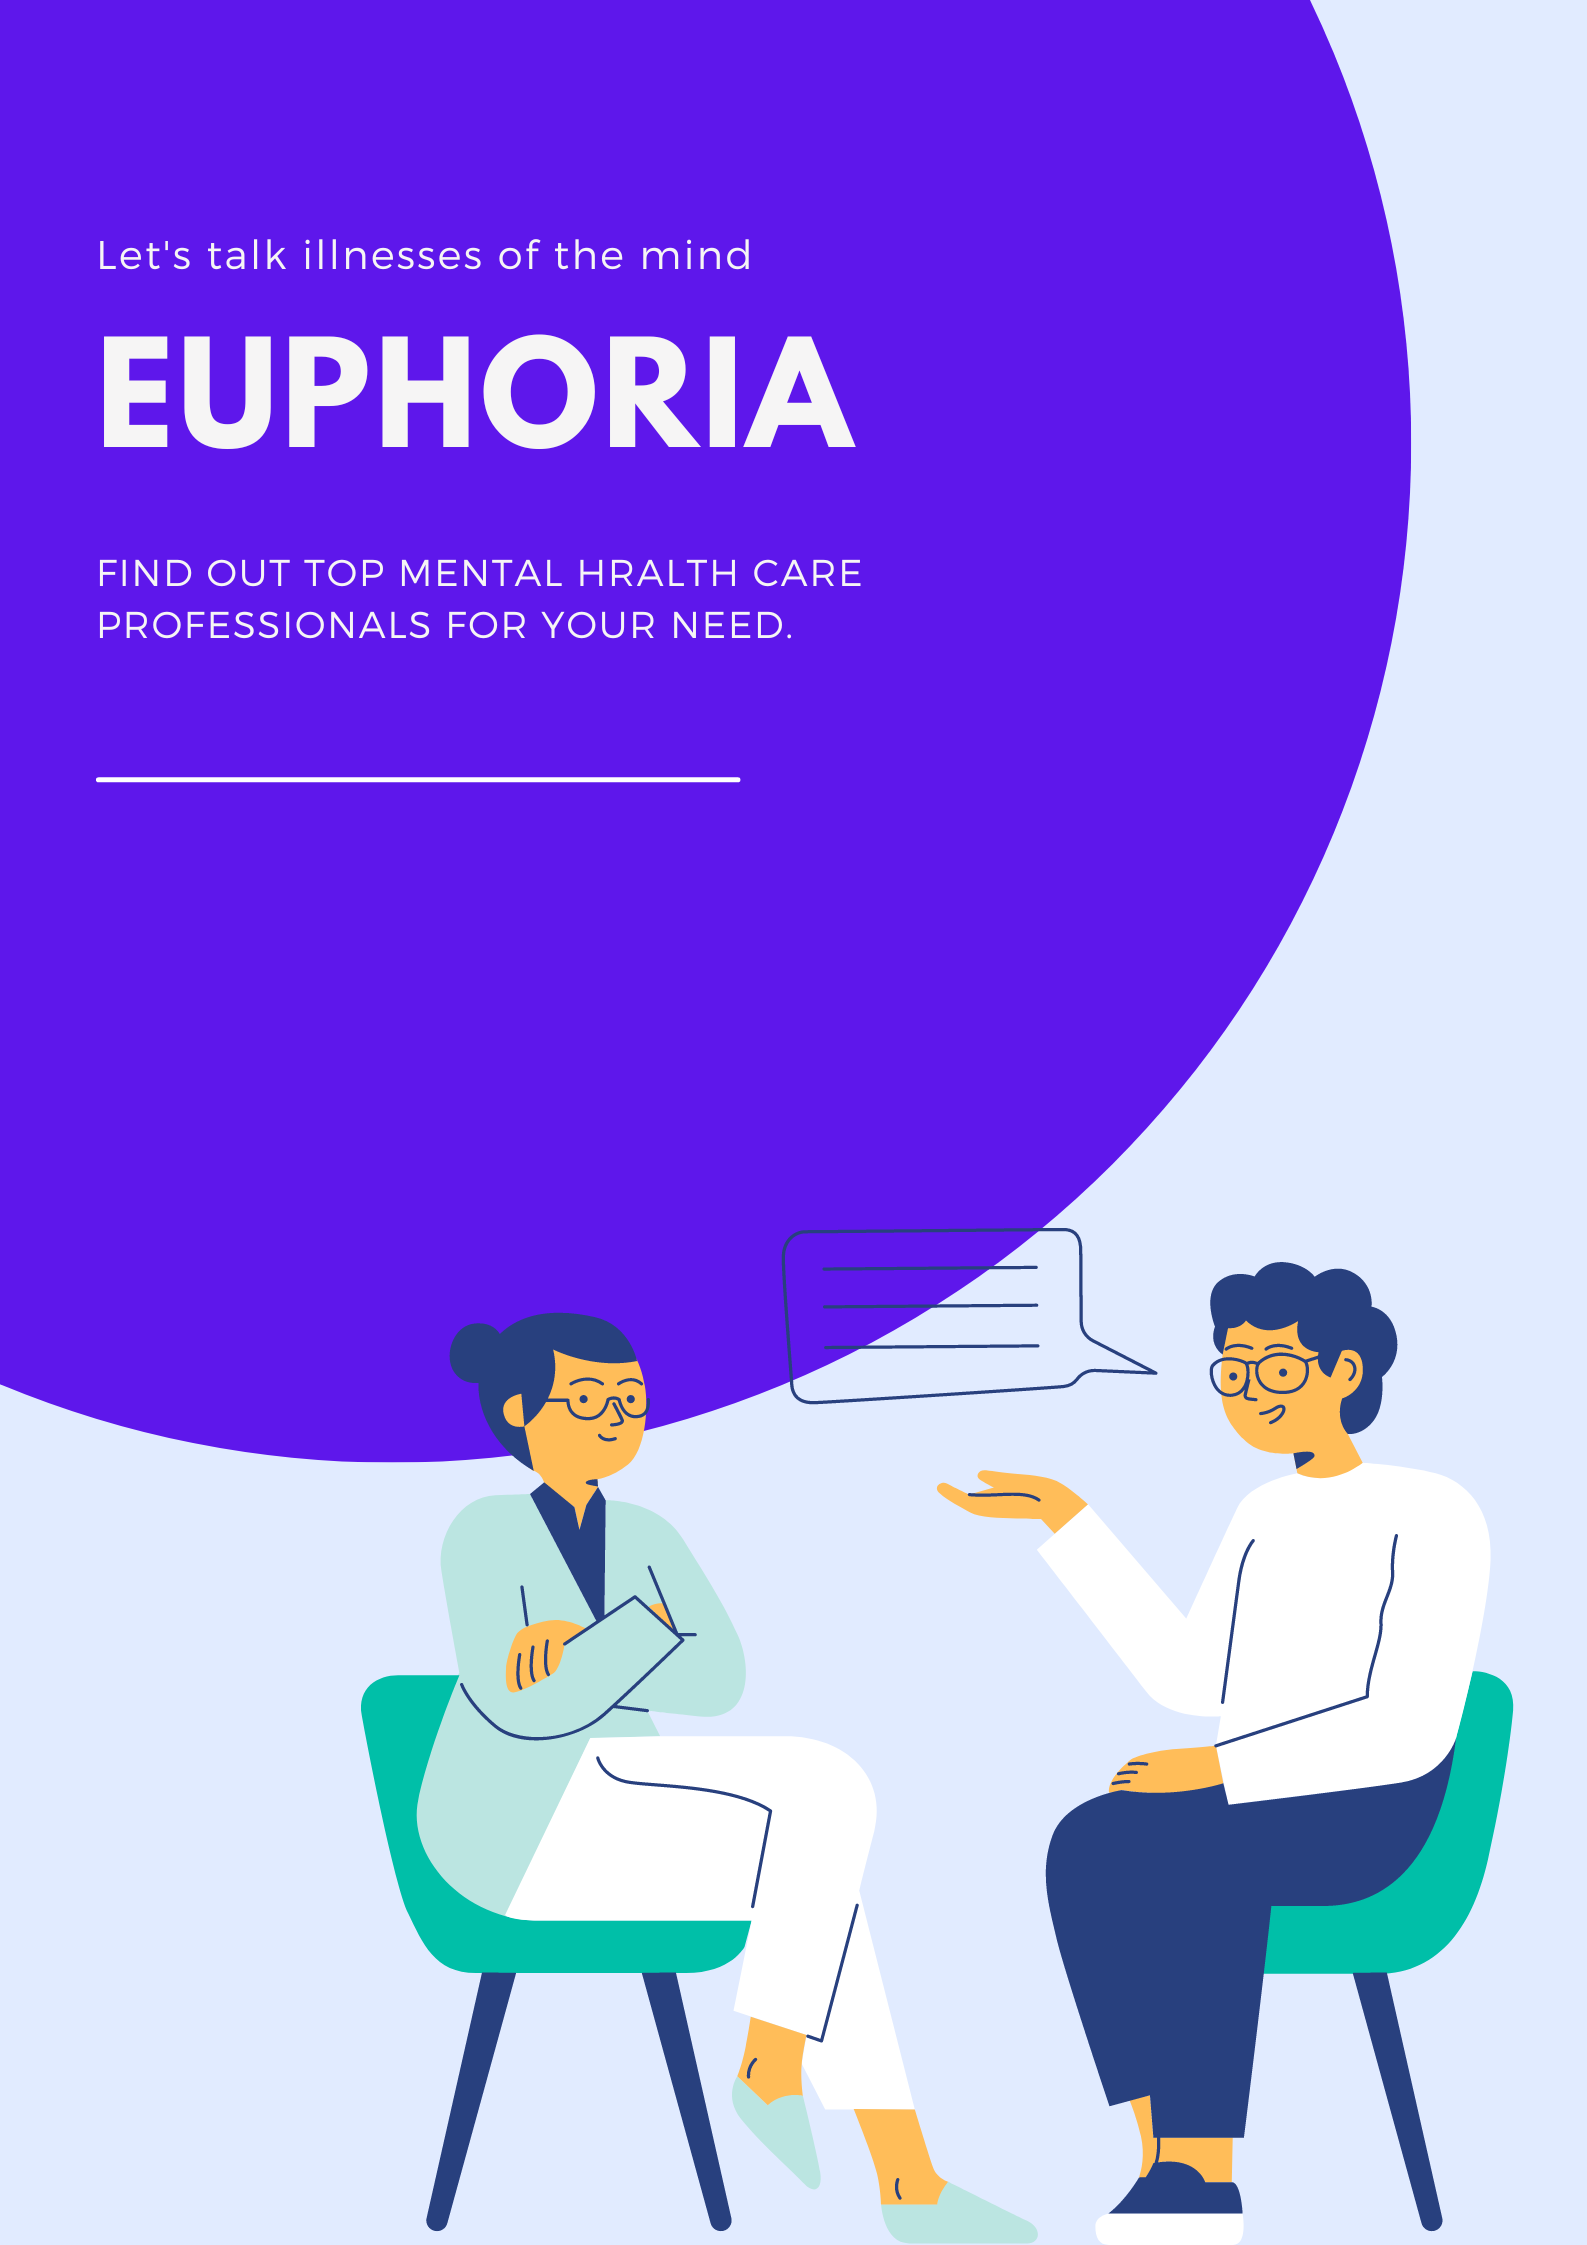 Let's talk illnesses of the mind
EUPHORIA
FIND OUT TOP MENTAL HRALTH CARE
PROFESSIONALS FOR YOUR NEED.